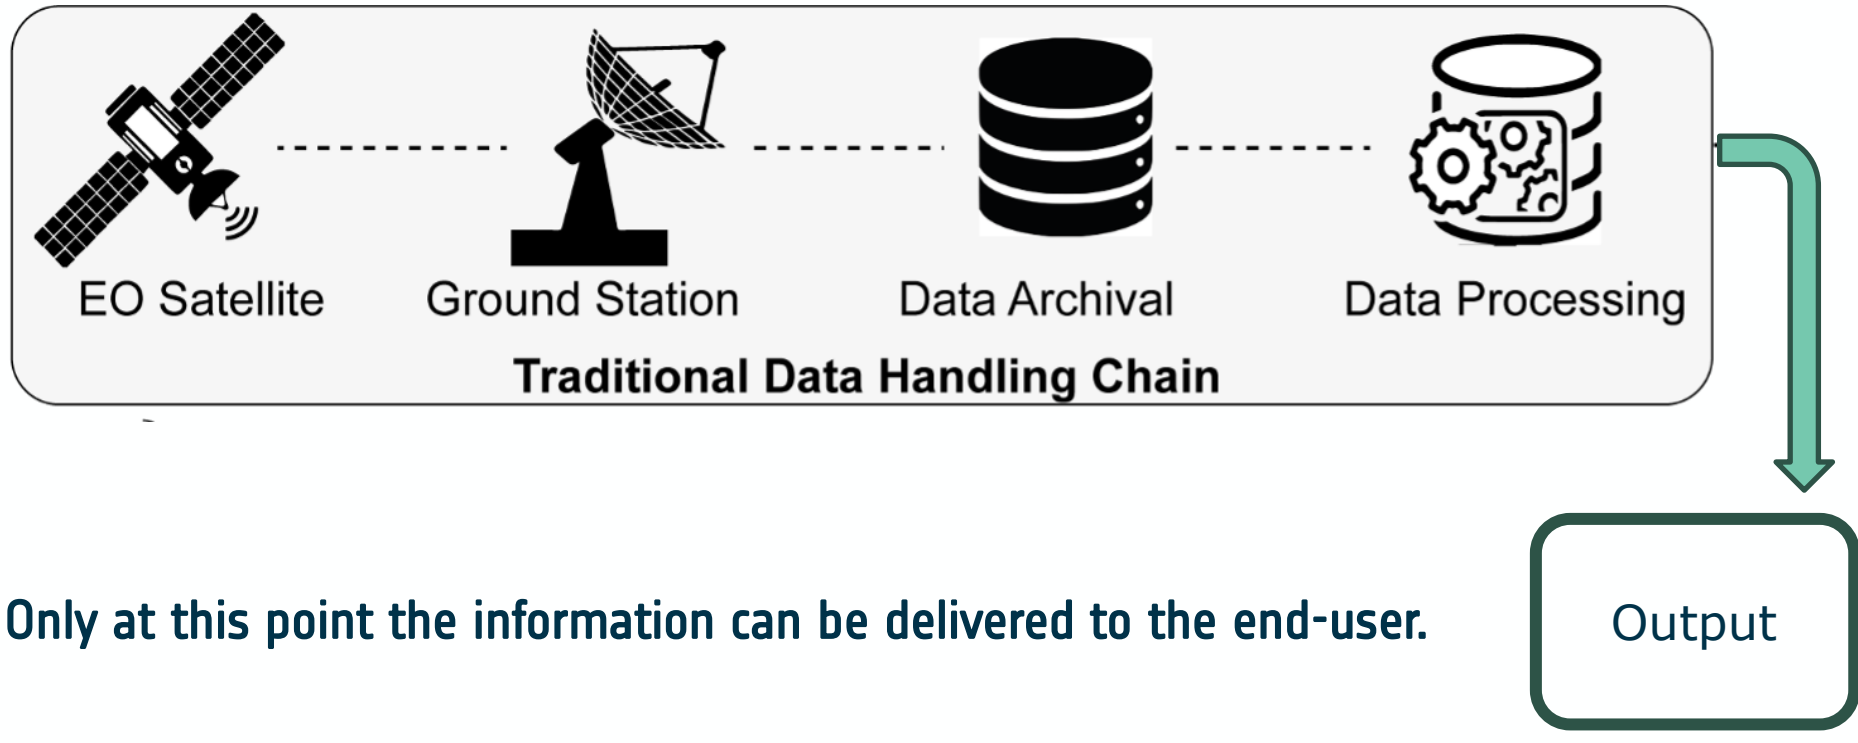 EO Satellite
Ground Station
Data Archival
Data Processing
Traditional Data Handling Chain
Only at this point the information can be delivered to the end-user.
Output